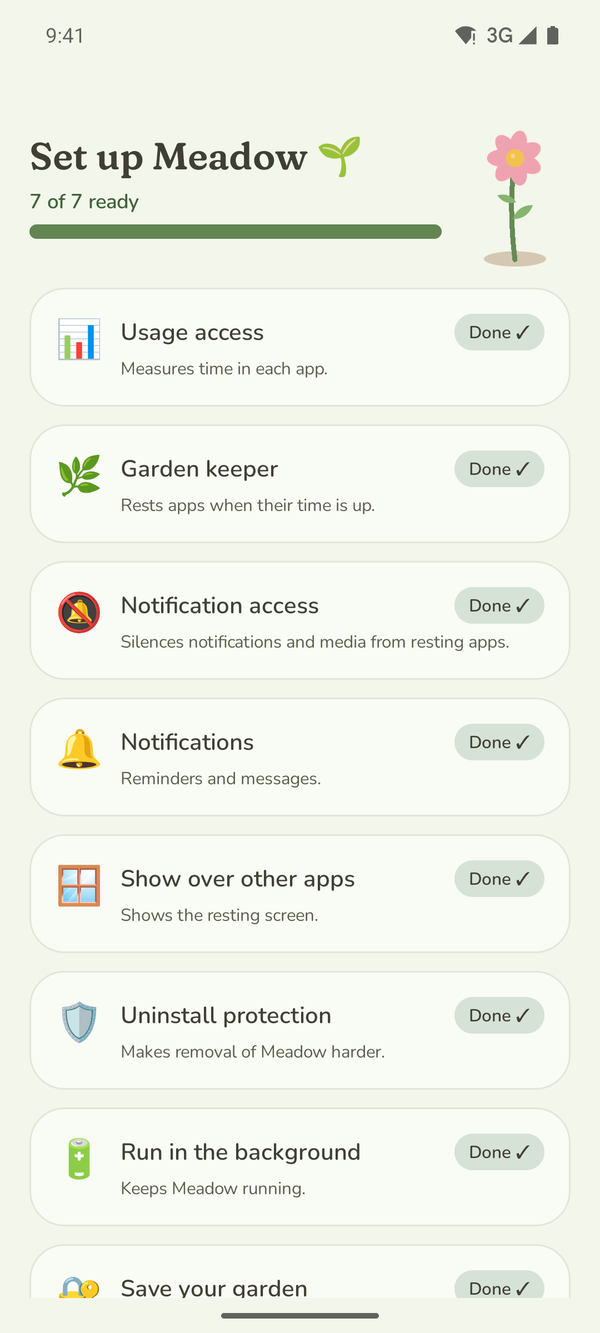 9:41
3G
Set up Meadow 🌱
7 of 7 ready
Usage access
Done ✓
Measures time in each app.
Garden keeper
Done ✓
Rests apps when their time is up.
Notification access
Done ✓
Silences notifications and media from resting apps.
Notifications
Done ✓
Reminders and messages.
Show over other apps
Done ✓
Shows the resting screen.
Uninstall protection
Done ✓
Makes removal of Meadow harder.
Run in the background
Done ✓
Keeps Meadow running.
Save your garden
Done ✓